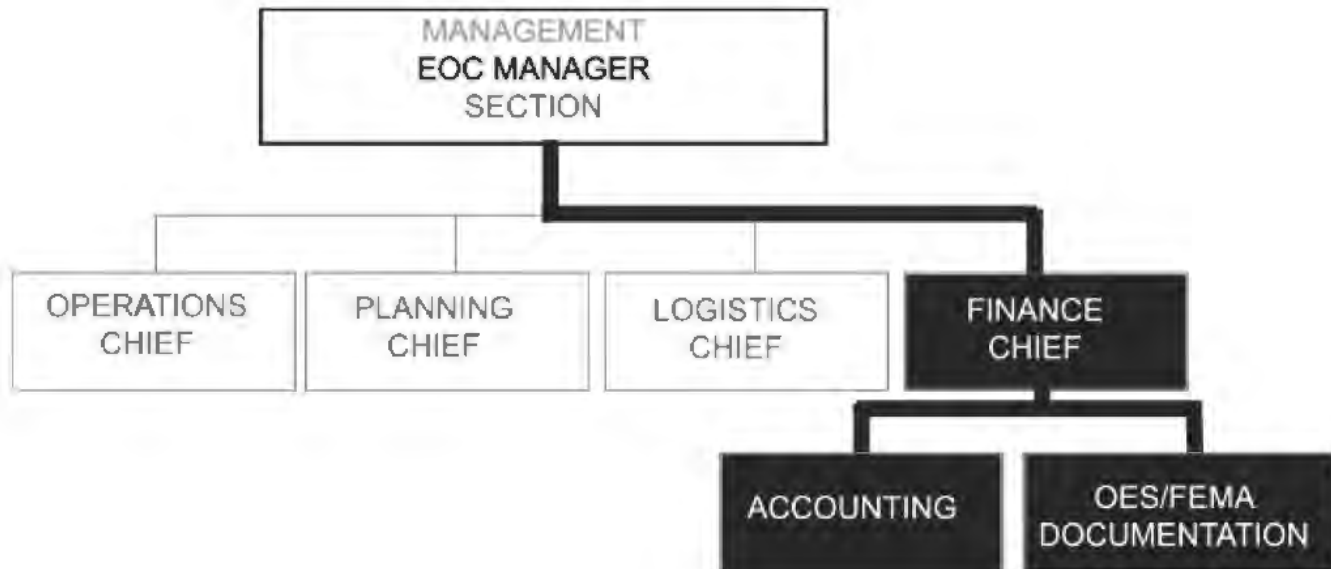 MANAGEMENT
EOC MANAGER
SECTION
OPERATIONS
CHIEF
PLANNING
CHIEF
LOGISTICS
CHIEF
FINANCE
CHIEF
ACCOUNTING
OES/FEMA
DOCUMENTATION